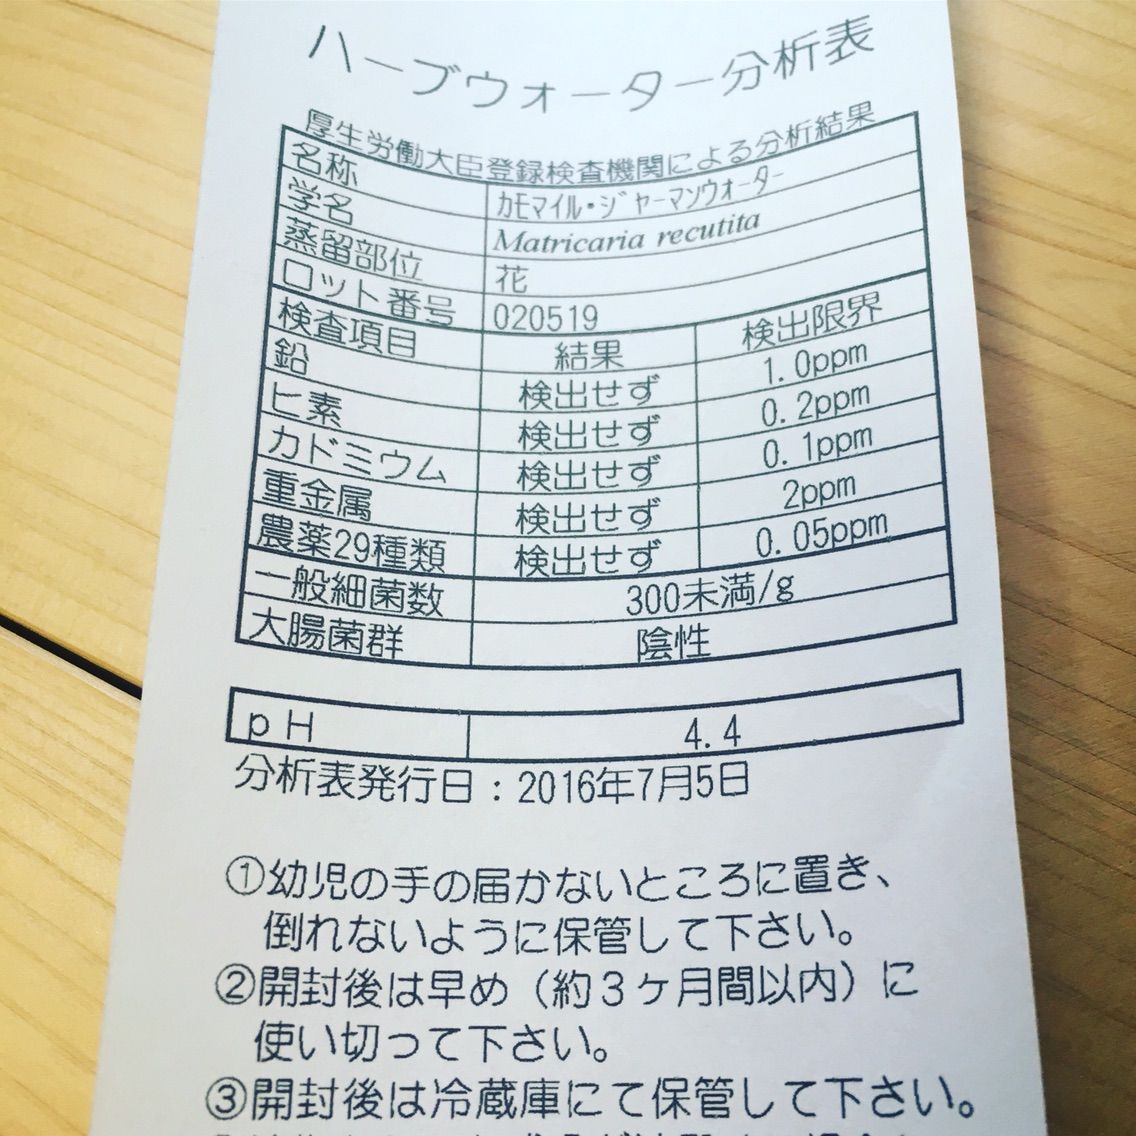 ハーブウォーター分析表
厚生労働大臣登録検査機関による分析結果
名称 カモマイル・ジャーマンウォーター
学名 Matricaria recutita
蒸留部位 花
ロット番号 020519
検査項目 結果 検出限界
鉛 検出せず 1.0ppm
ヒ素 検出せず 0.2ppm
カドミウム 検出せず 0.1ppm
重金属 検出せず 2ppm
農薬29種類 検出せず 0.05ppm
一般細菌数 300未満/g
大腸菌群 陰性
pH 4.4
分析表発行日：2016年7月5日
①幼児の手の届かないところに置き、
倒れないように保管して下さい。
②開封後は早め（約３ヶ月間以内）に
使い切って下さい。
③開封後は冷蔵庫にて保管して下さい。